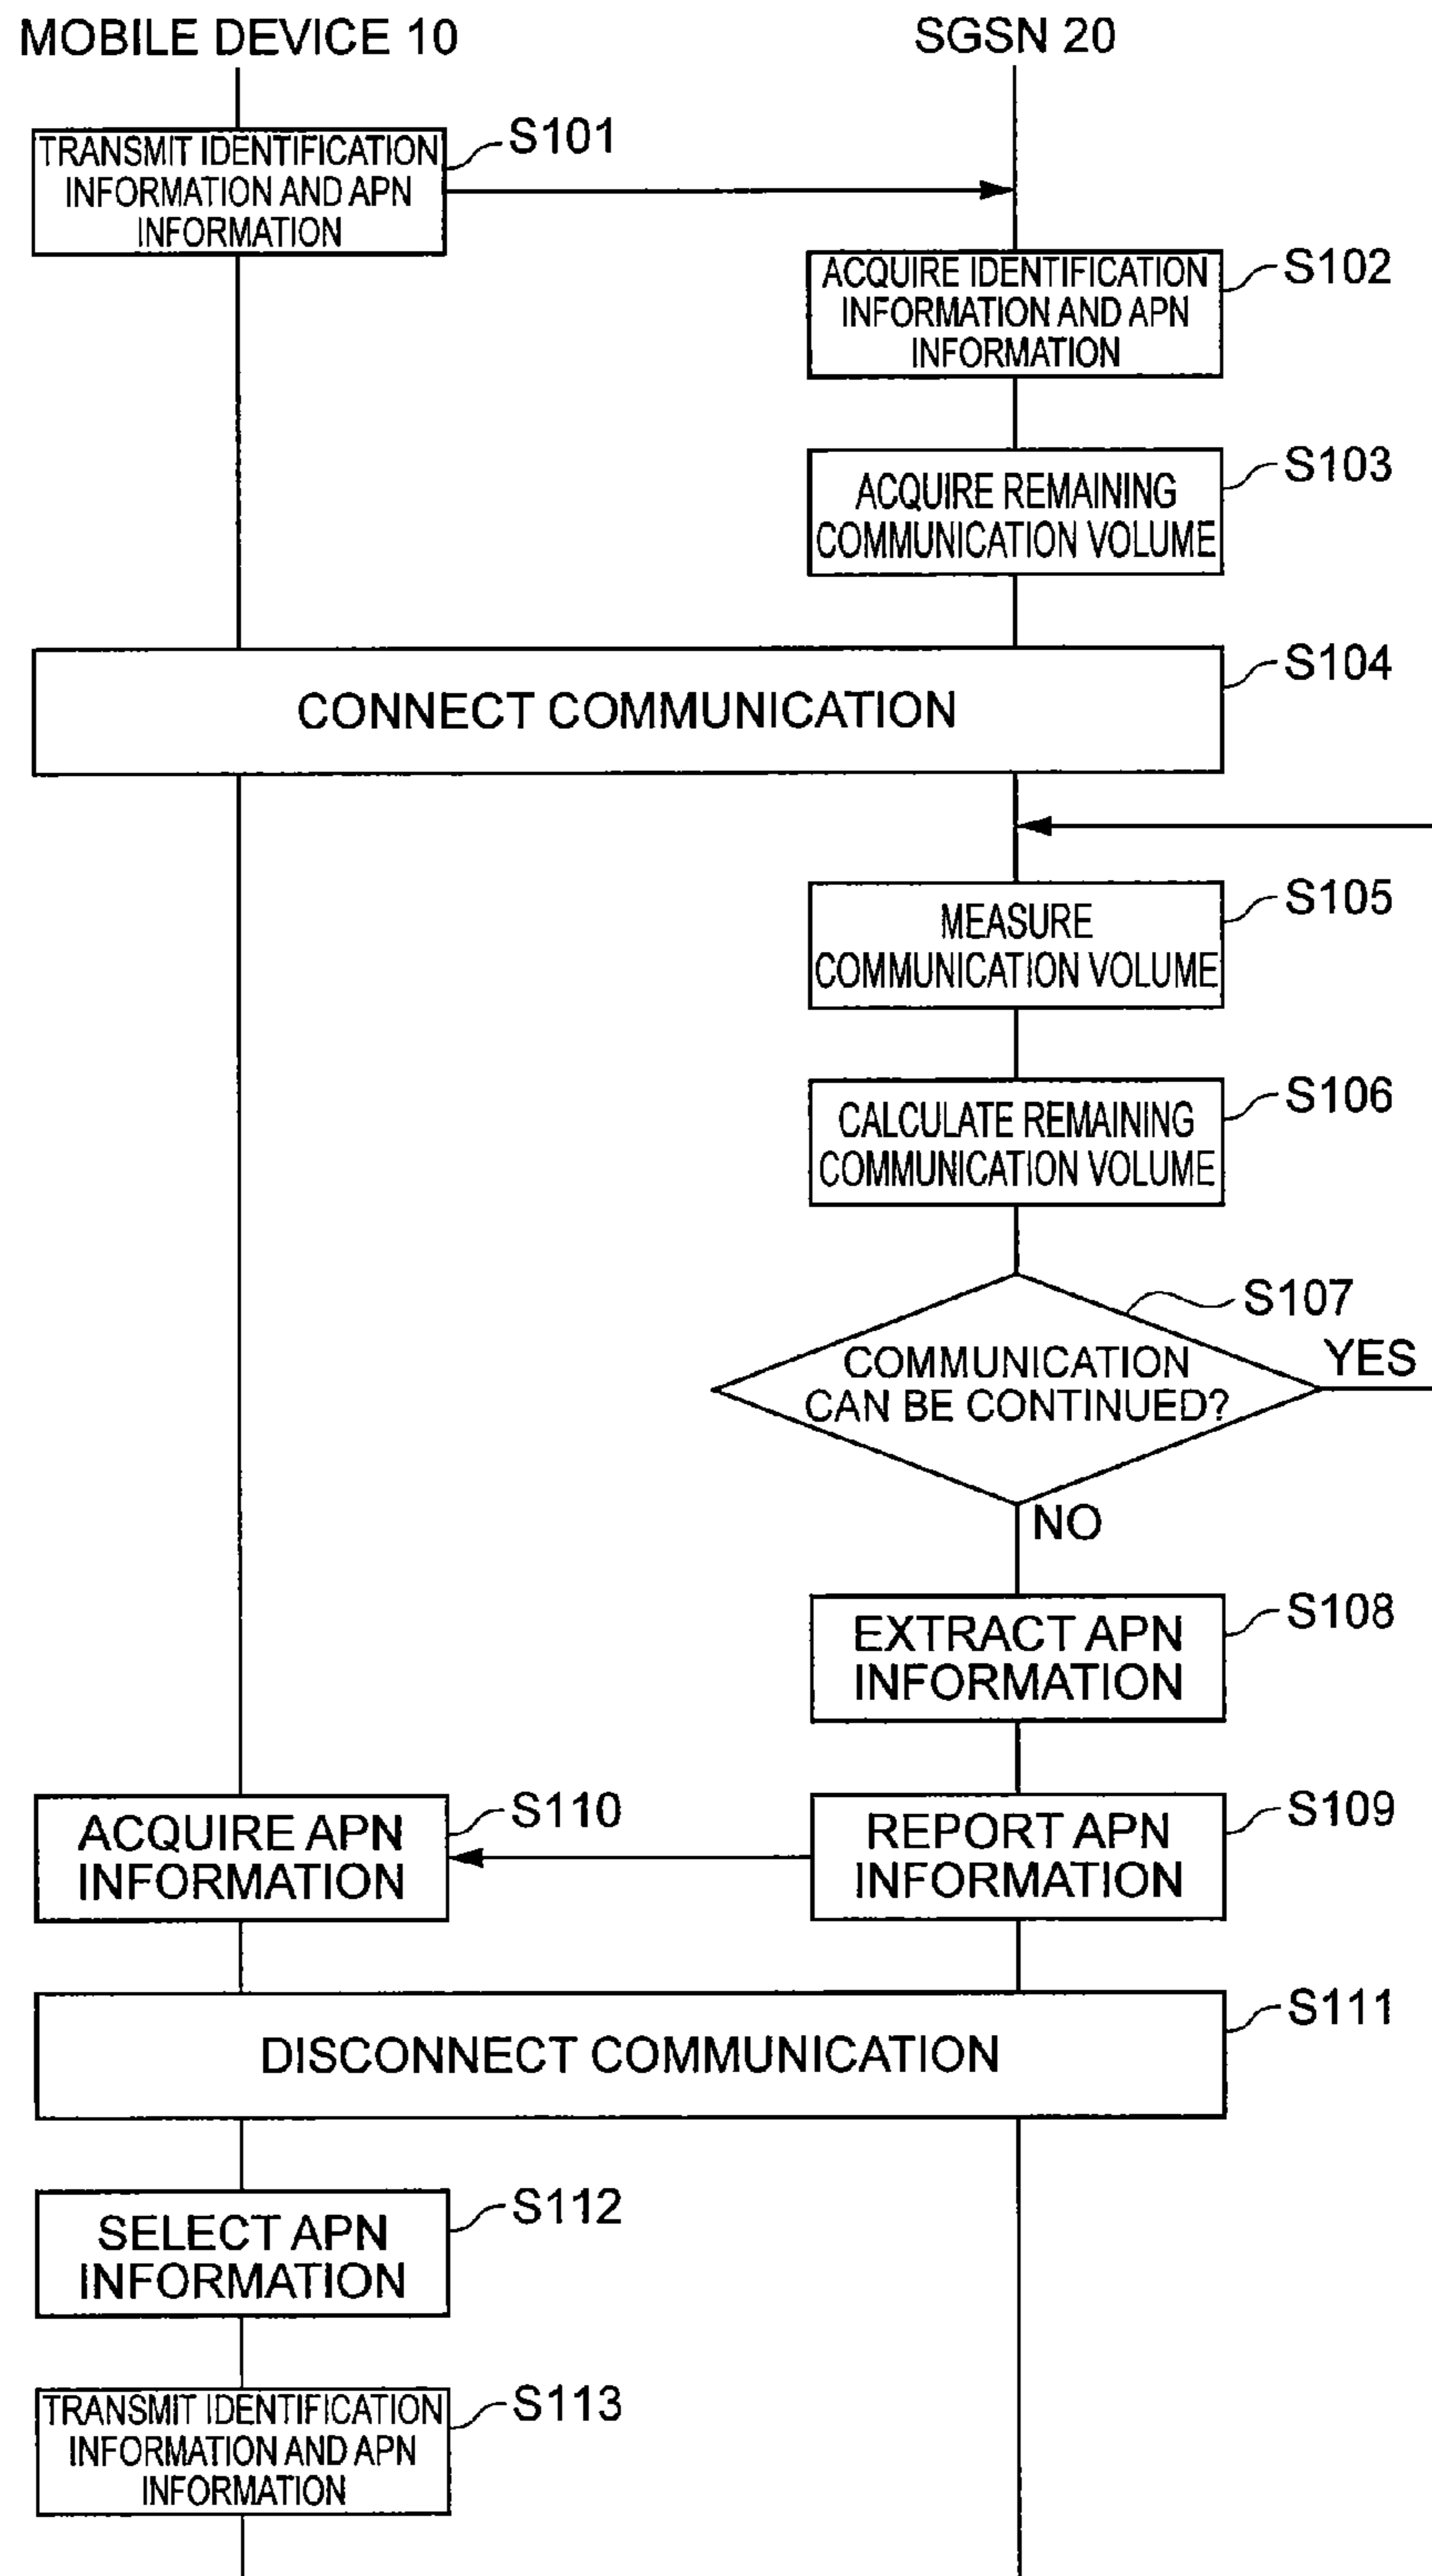 MOBILE DEVICE 10
SGSN 20
TRANSMIT IDENTIFICATION
INFORMATION AND APN
INFORMATION
S101
ACQUIRE IDENTIFICATION
INFORMATION AND APN
INFORMATION
S102
ACQUIRE REMAINING
COMMUNICATION VOLUME
S103
CONNECT COMMUNICATION
S104
MEASURE
COMMUNICATION VOLUME
S105
CALCULATE REMAINING
COMMUNICATION VOLUME
S106
S107
COMMUNICATION
CAN BE CONTINUED?
YES
NO
EXTRACT APN
INFORMATION
S108
ACQUIRE APN
INFORMATION
S110
REPORT APN
INFORMATION
S109
DISCONNECT COMMUNICATION
S111
SELECT APN
INFORMATION
S112
TRANSMIT IDENTIFICATION
INFORMATION AND APN
INFORMATION
S113